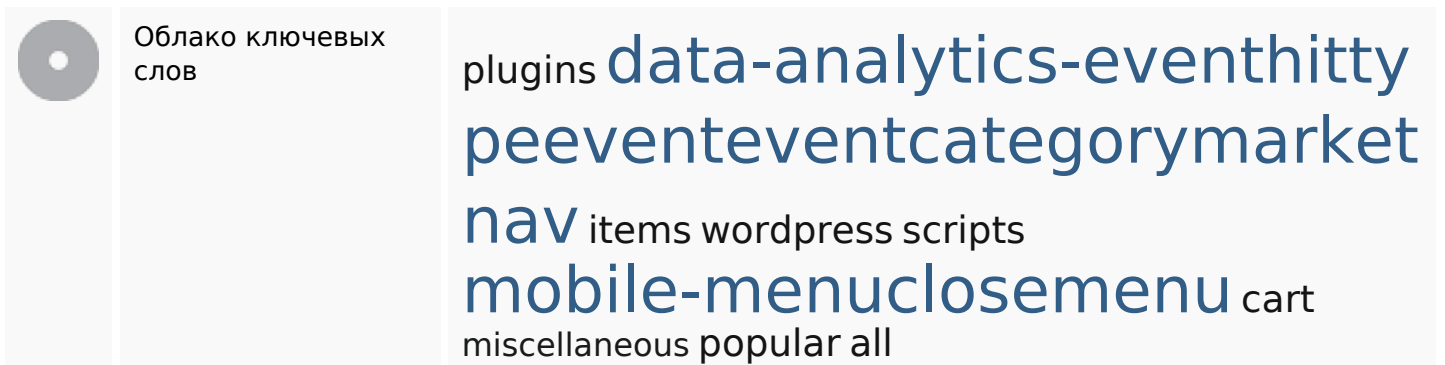 Облако ключевых
слов
plugins data-analytics-eventhitty
peeventeventcategorymarket
nav items wordpress scripts
mobile-menuclosemenu cart
miscellaneous popular all